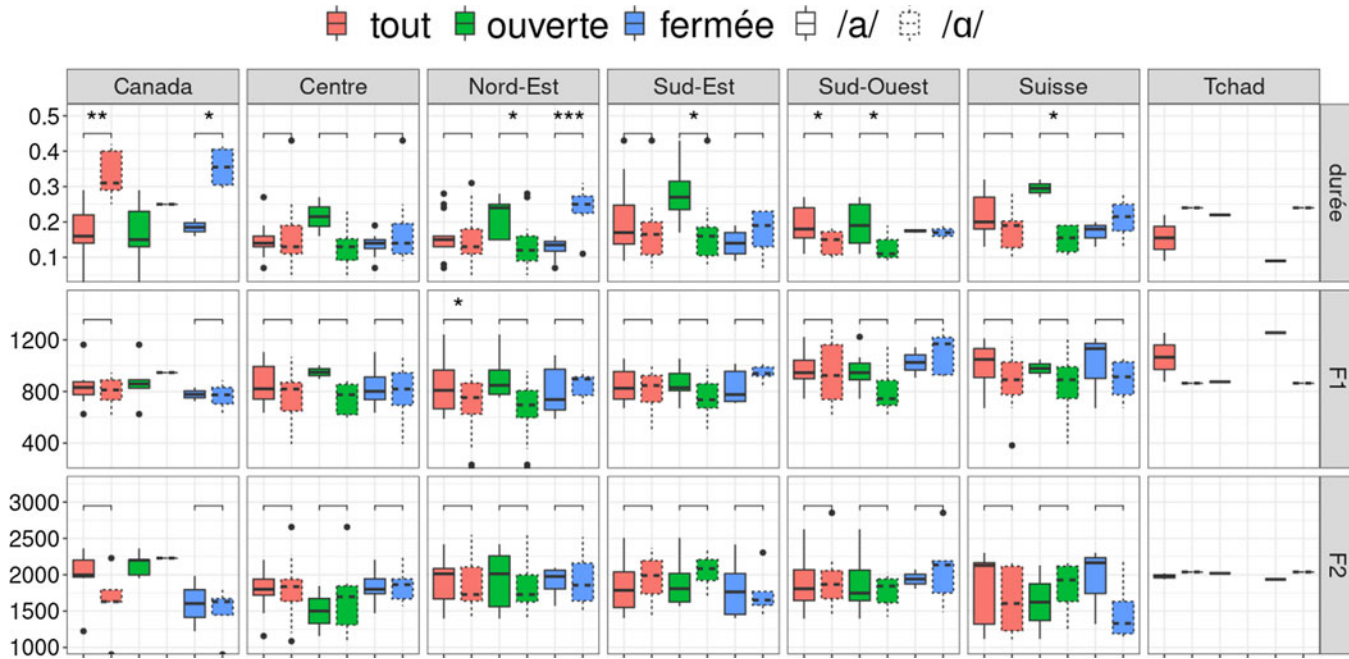 tout ouverte fermée /a/ /ɑ/
Canada Centre Nord-Est Sud-Est Sud-Ouest Suisse Tchad
** * * *** * * * *
0.5
0.4
0.3
0.2
0.1
durée
*
1200
800
400
F1
3000
2500
2000
1500
1000
F2